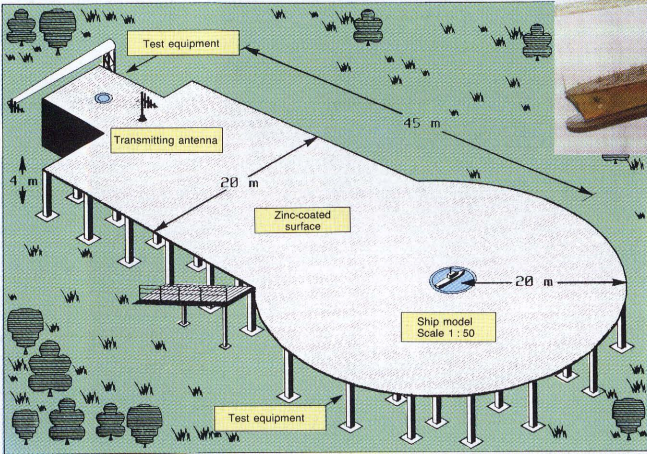 Test equipment
45 m
Transmitting antenna
4 m
20 m
Zinc-coated
surface
20 m
Ship model
Scale 1 : 50
Test equipment